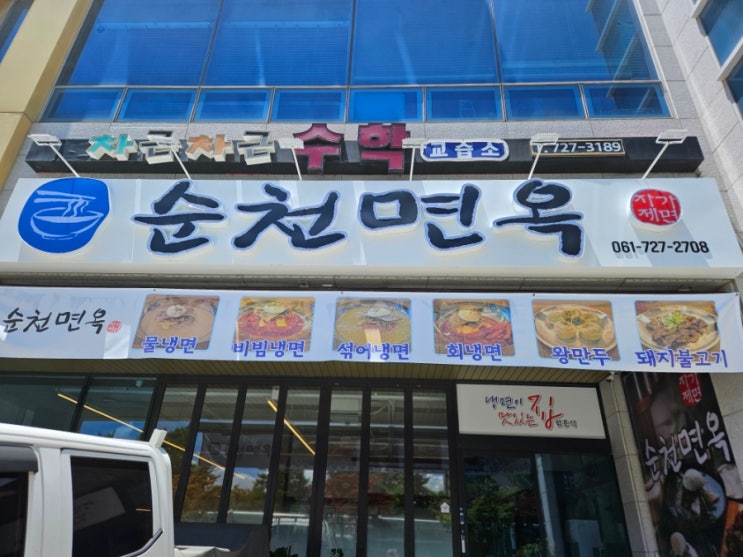 차근차근 수학 교습소 T.727-3189
순천면옥 자가제면
061-727-2708
순천면옥
물냉면 비빔냉면 섞어냉면 회냉면 왕만두 돼지불고기
냉면이
맛있는 집
자가제면
순천면옥